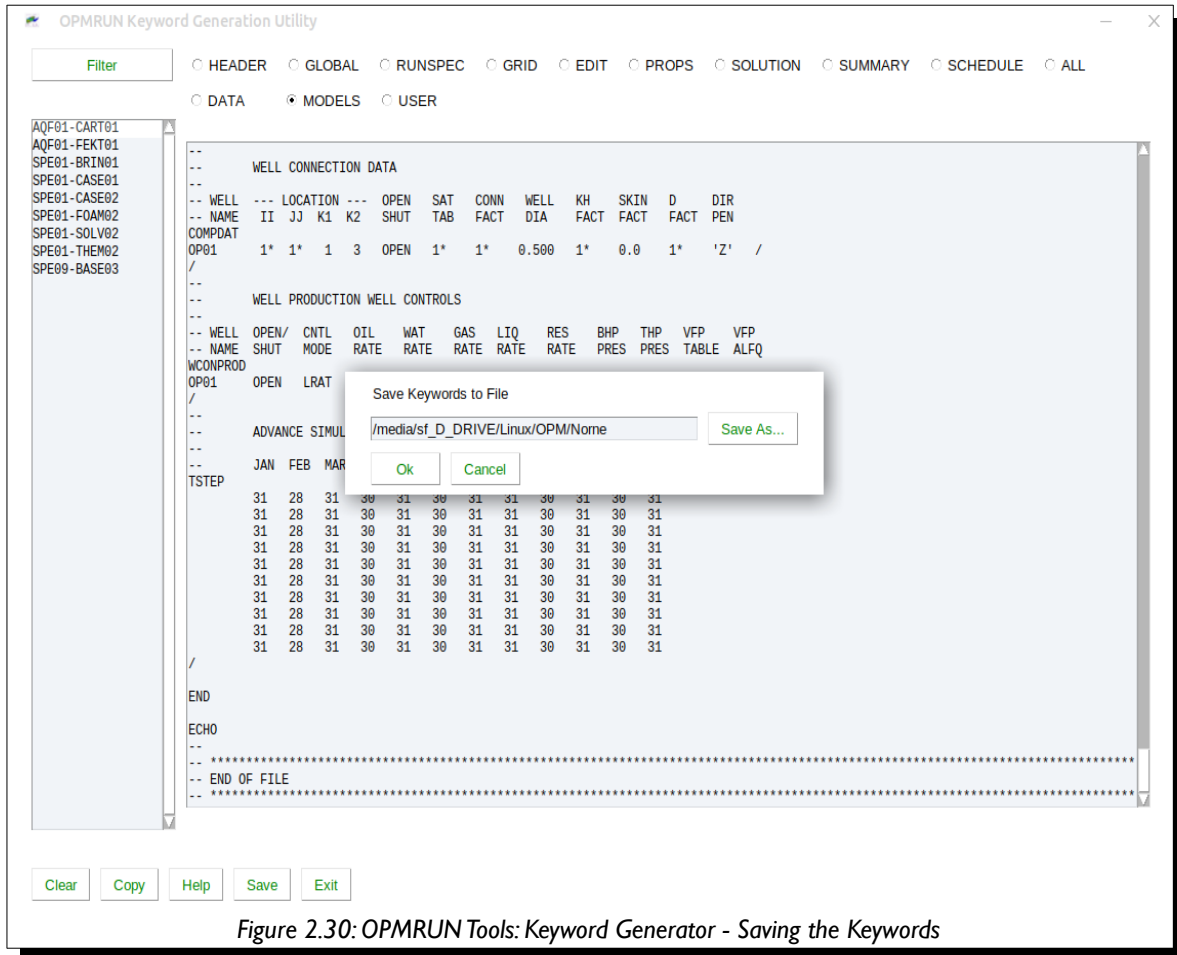 OPMRUN Keyword Generation Utility
Filter
HEADER GLOBAL RUNSPEC GRID EDIT PROPS SOLUTION SUMMARY SCHEDULE ALL
DATA MODELS USER
AQF01-CART01
AQF01-FEKT01
SPE01-BRIN01
SPE01-CASE01
SPE01-CASE02
SPE01-FOAM02
SPE01-SOLV02
SPE01-THEM02
SPE09-BASE03
--
-- WELL CONNECTION DATA
--
-- WELL --- LOCATION --- OPEN SAT CONN WELL KH SKIN D DIR
-- NAME II JJ K1 K2 SHUT TAB FACT DIA FACT FACT FACT PEN
COMPDAT
OP01 1* 1* 1 3 OPEN 1* 1* 0.500 1* 0.0 1* 'Z' /
/
--
-- WELL PRODUCTION WELL CONTROLS
--
-- WELL OPEN/ CNTL OIL WAT GAS LIQ RES BHP THP VFP VFP
-- NAME SHUT MODE RATE RATE RATE RATE RATE PRES PRES TABLE ALFQ
WCONPROD
OP01 OPEN LRAT
/
--
-- ADVANCE SIMUL
--
-- JAN FEB MAR
TSTEP
31 28 31 30 31 30 31 31 30 31 30 31
31 28 31 30 31 30 31 31 30 31 30 31
31 28 31 30 31 30 31 31 30 31 30 31
31 28 31 30 31 30 31 31 30 31 30 31
31 28 31 30 31 30 31 31 30 31 30 31
31 28 31 30 31 30 31 31 30 31 30 31
31 28 31 30 31 30 31 31 30 31 30 31
31 28 31 30 31 30 31 31 30 31 30 31
31 28 31 30 31 30 31 31 30 31 30 31
31 28 31 30 31 30 31 31 30 31 30 31
/
END
ECHO
--
-- ********************************************************************************************************************************
-- END OF FILE
-- ********************************************************************************************************************************
Save Keywords to File
/media/sf_D_DRIVE/Linux/OPM/Norne
Save As...
Ok Cancel
Clear Copy Help Save Exit
Figure 2.30: OPMRUN Tools: Keyword Generator - Saving the Keywords